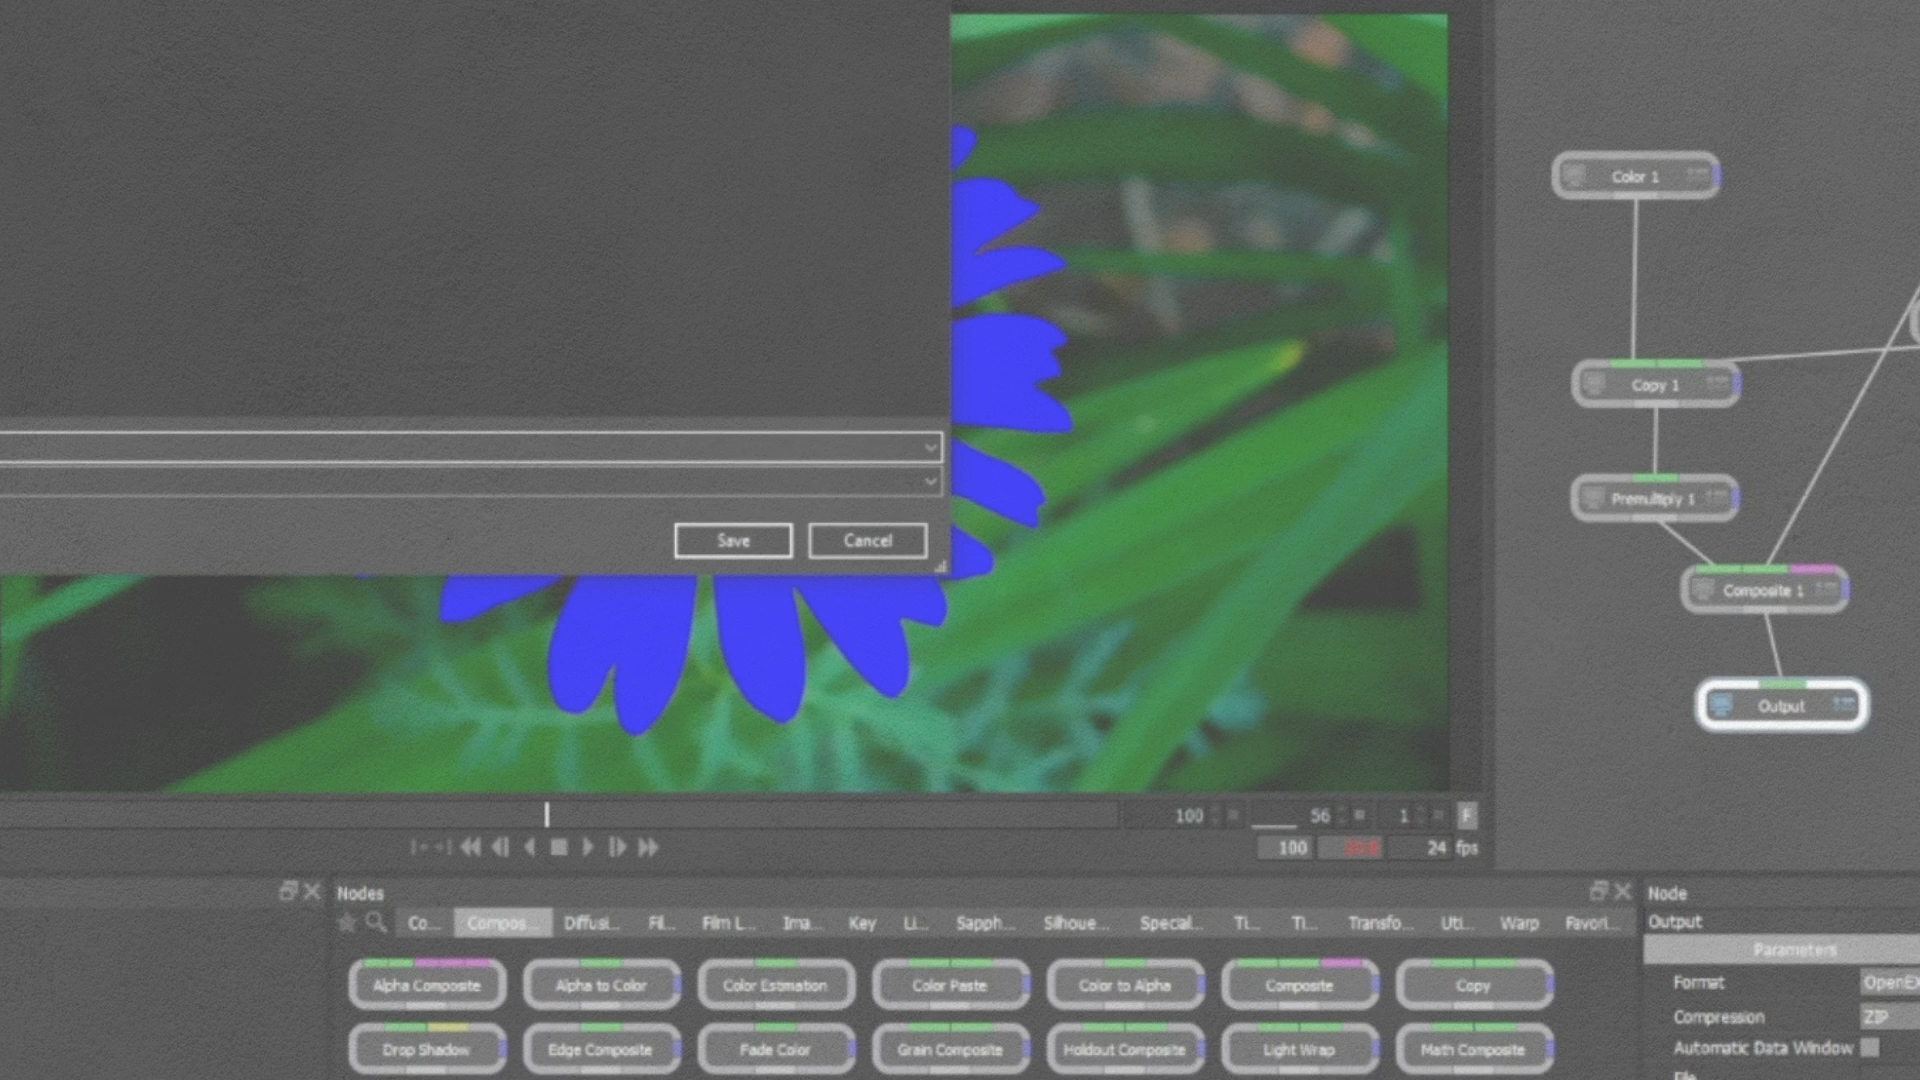 Color 1
Copy 1
Premultiply 1
Save Cancel
Composite 1
Output
100 56 1 F
100 24 fps
Nodes
Node
Co... Compos... Diffusi... Fil... Film L... Ima... Key Li... Sapph... Silhoue... Special... Ti... Ti... Transfo... Uti... Warp Favori...
Output
Parameters
Alpha Composite Alpha to Color Color Estimation Color Paste Color to Alpha Composite Copy
Format OpenEX
Compression ZIP
Drop Shadow Edge Composite Fade Color Grain Composite Holdout Composite Light Wrap Math Composite
Automatic Data Window